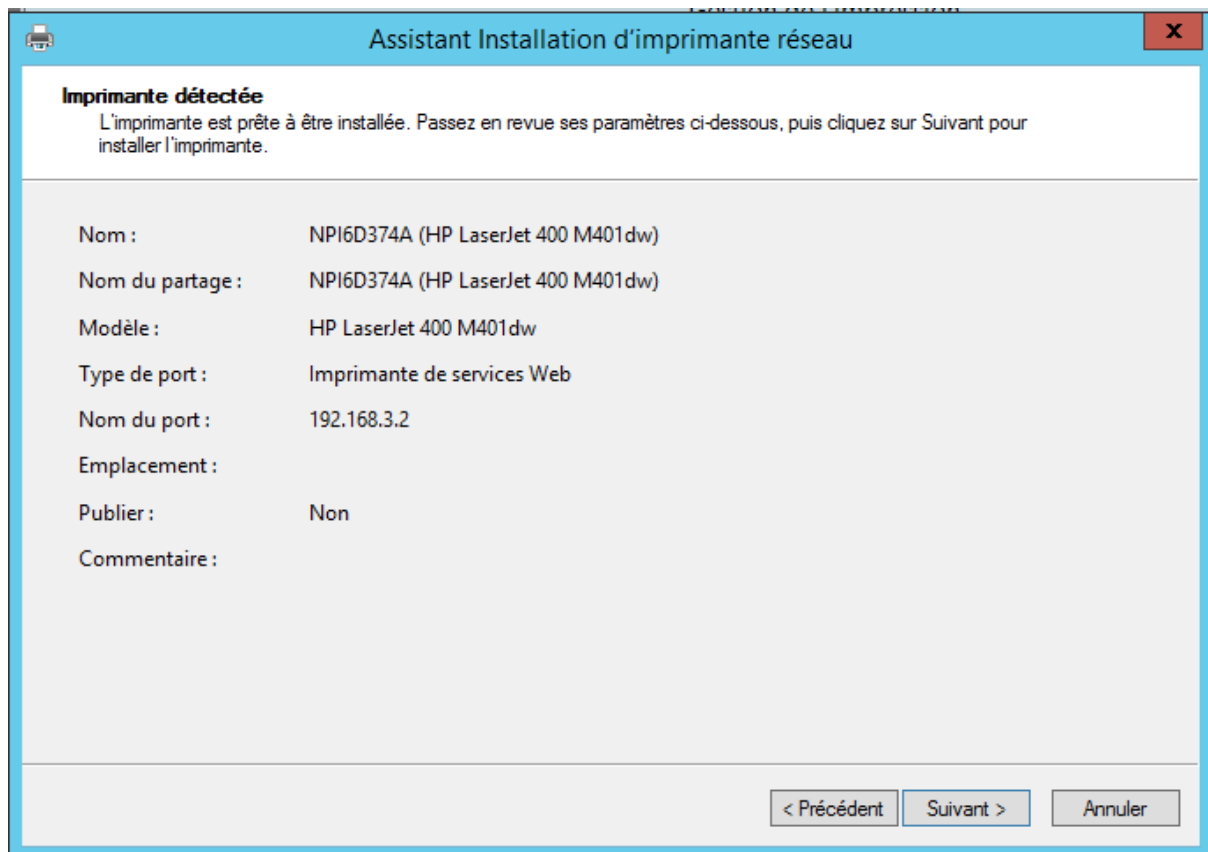 Assistant Installation d'imprimante réseau
x
Imprimante détectée
L'imprimante est prête à être installée. Passez en revue ses paramètres ci-dessous, puis cliquez sur Suivant pour
installer l'imprimante.
Nom : NPI6D374A (HP LaserJet 400 M401dw)
Nom du partage : NPI6D374A (HP LaserJet 400 M401dw)
Modèle : HP LaserJet 400 M401dw
Type de port : Imprimante de services Web
Nom du port : 192.168.3.2
Emplacement :
Publier : Non
Commentaire :
< Précédent Suivant > Annuler